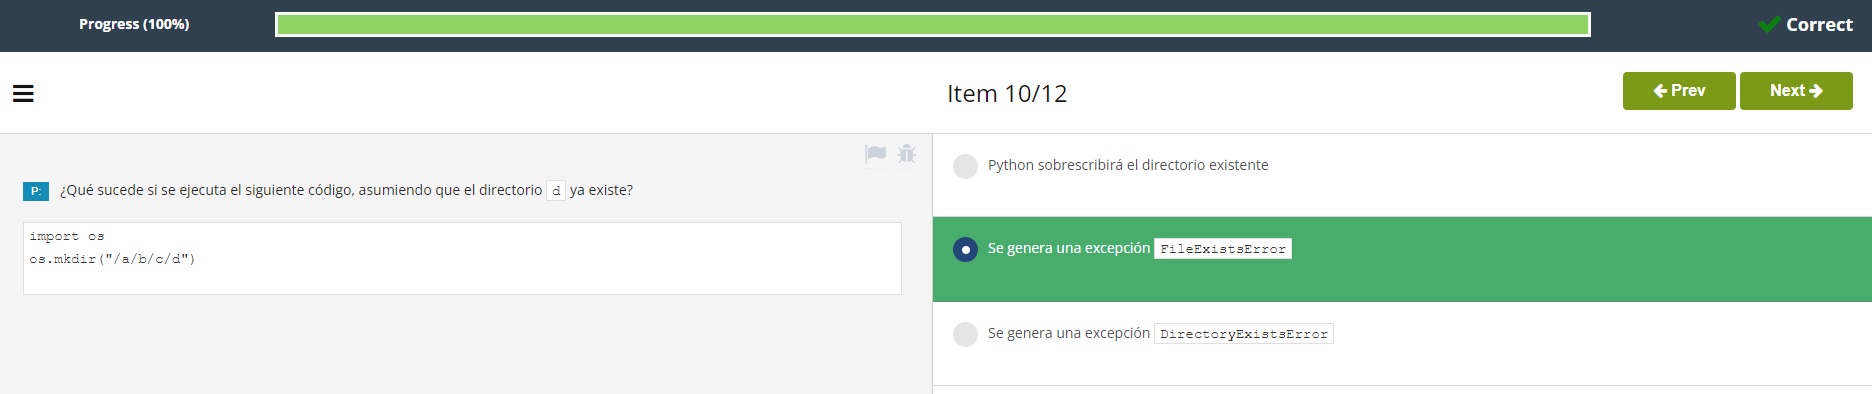 Progress (100%)
Correct
Item 10/12
Prev
Next
P: ¿Qué sucede si se ejecuta el siguiente código, asumiendo que el directorio d ya existe?
import os
os.mkdir("/a/b/c/d")
Python sobrescribirá el directorio existente
Se genera una excepción FileExistsError
Se genera una excepción DirectoryExistsError